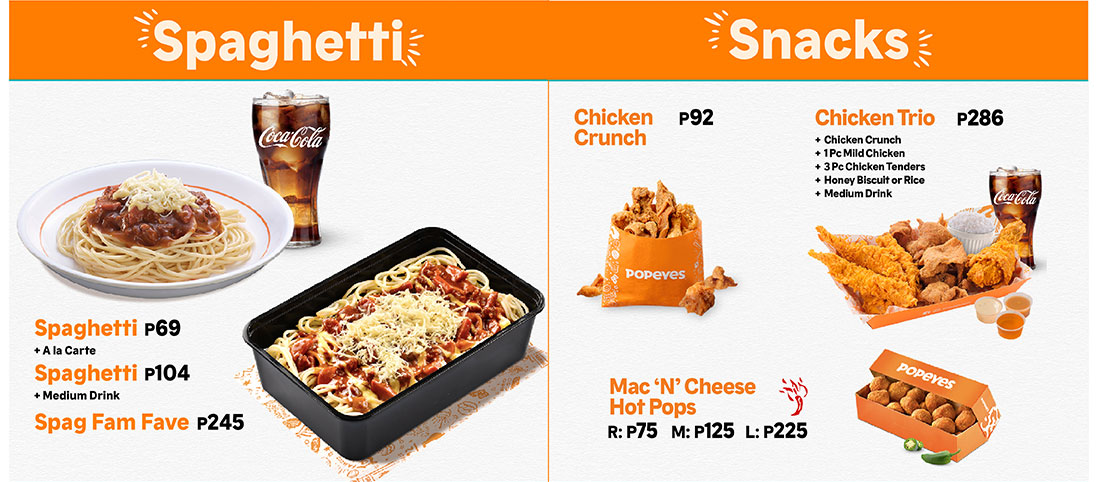 Spaghetti
Coca-Cola
Spaghetti P69
+ A la Carte
Spaghetti P104
+ Medium Drink
Spag Fam Fave P245
Snacks
Chicken P92
Crunch
POPEYES
Chicken Trio P286
+ Chicken Crunch
+ 1 Pc Mild Chicken
+ 3 Pc Chicken Tenders
+ Honey Biscuit or Rice
+ Medium Drink
Coca-Cola
Mac ‘N’ Cheese
Hot Pops
R: P75 M: P125 L: P225
POPEYES